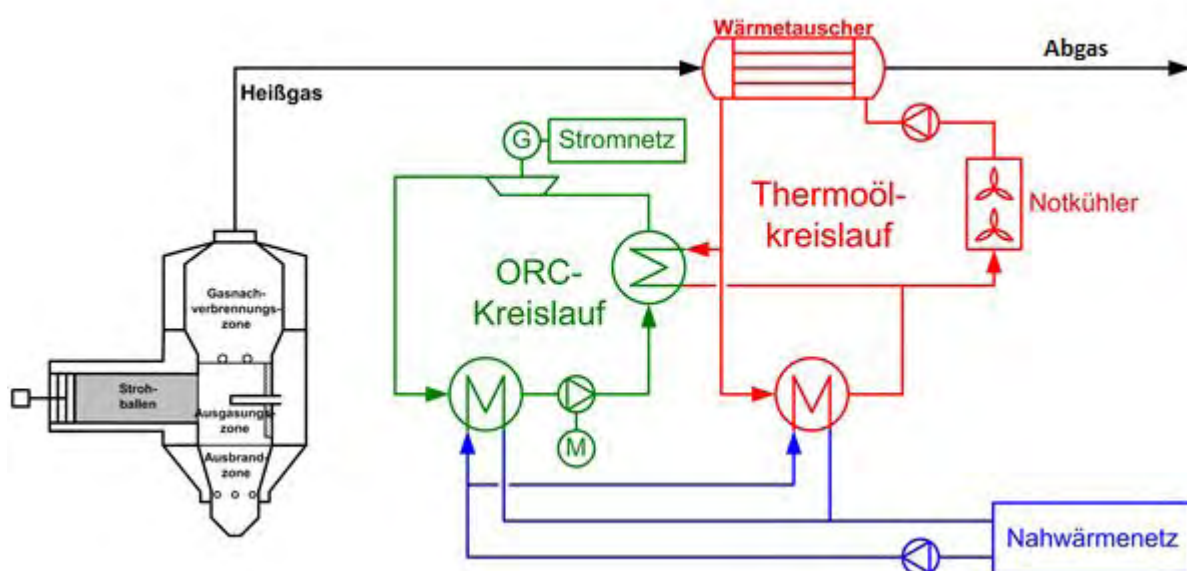 Wärmetauscher
Abgas
Heißgas
G
Stromnetz
Thermoöl-
kreislauf
Notkühler
ORC-
Kreislauf
Gasnach-
verbrennungs-
zone
Stroh-
ballen
Ausgasungs-
zone
Ausbrand-
zone
M
Nahwärmenetz